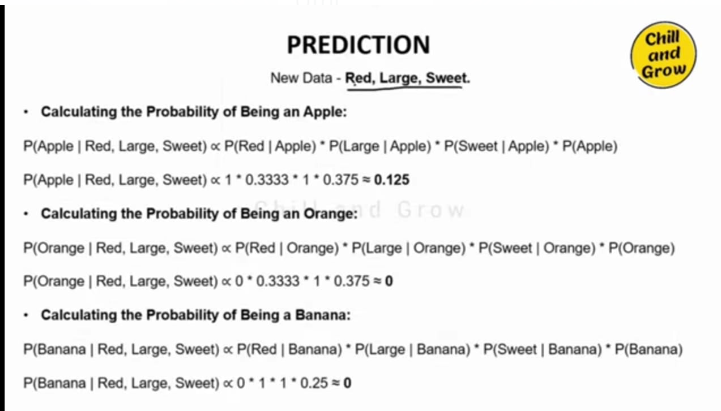 PREDICTION
Chill
and
Grow
New Data - Red, Large, Sweet.
• Calculating the Probability of Being an Apple:
P(Apple | Red, Large, Sweet) ∝ P(Red | Apple) * P(Large | Apple) * P(Sweet | Apple) * P(Apple)
P(Apple | Red, Large, Sweet) ∝ 1 * 0.3333 * 1 * 0.375 ≈ 0.125
Chill and Grow
• Calculating the Probability of Being an Orange:
P(Orange | Red, Large, Sweet) ∝ P(Red | Orange) * P(Large | Orange) * P(Sweet | Orange) * P(Orange)
P(Orange | Red, Large, Sweet) ∝ 0 * 0.3333 * 1 * 0.375 ≈ 0
• Calculating the Probability of Being a Banana:
P(Banana | Red, Large, Sweet) ∝ P(Red | Banana) * P(Large | Banana) * P(Sweet | Banana) * P(Banana)
P(Banana | Red, Large, Sweet) ∝ 0 * 1 * 1 * 0.25 ≈ 0